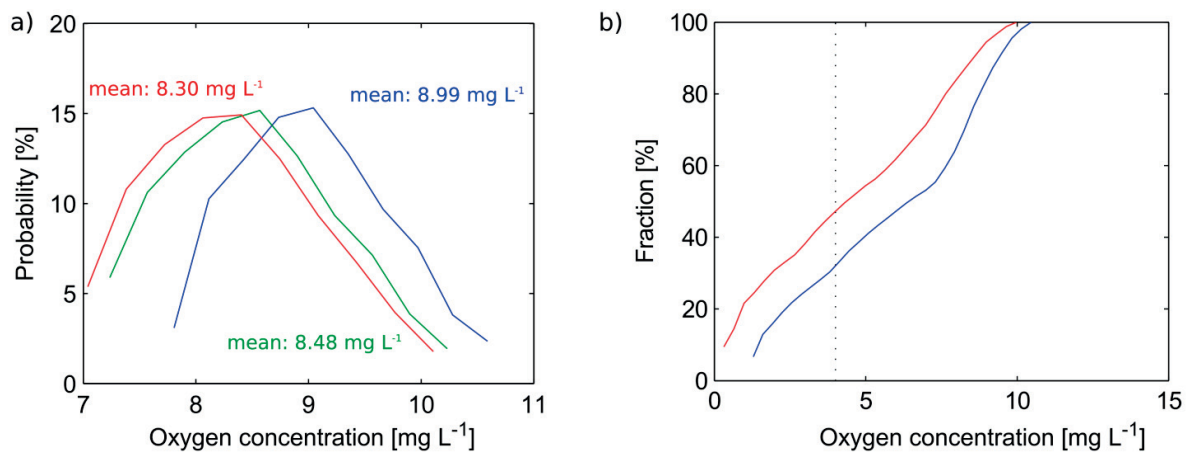 a)
20
15
10
5
0
Probability [%]
mean: 8.30 mg L⁻¹
mean: 8.99 mg L⁻¹
mean: 8.48 mg L⁻¹
7 8 9 10 11
Oxygen concentration [mg L⁻¹]
b)
100
80
60
40
20
0
Fraction [%]
0 5 10 15
Oxygen concentration [mg L⁻¹]